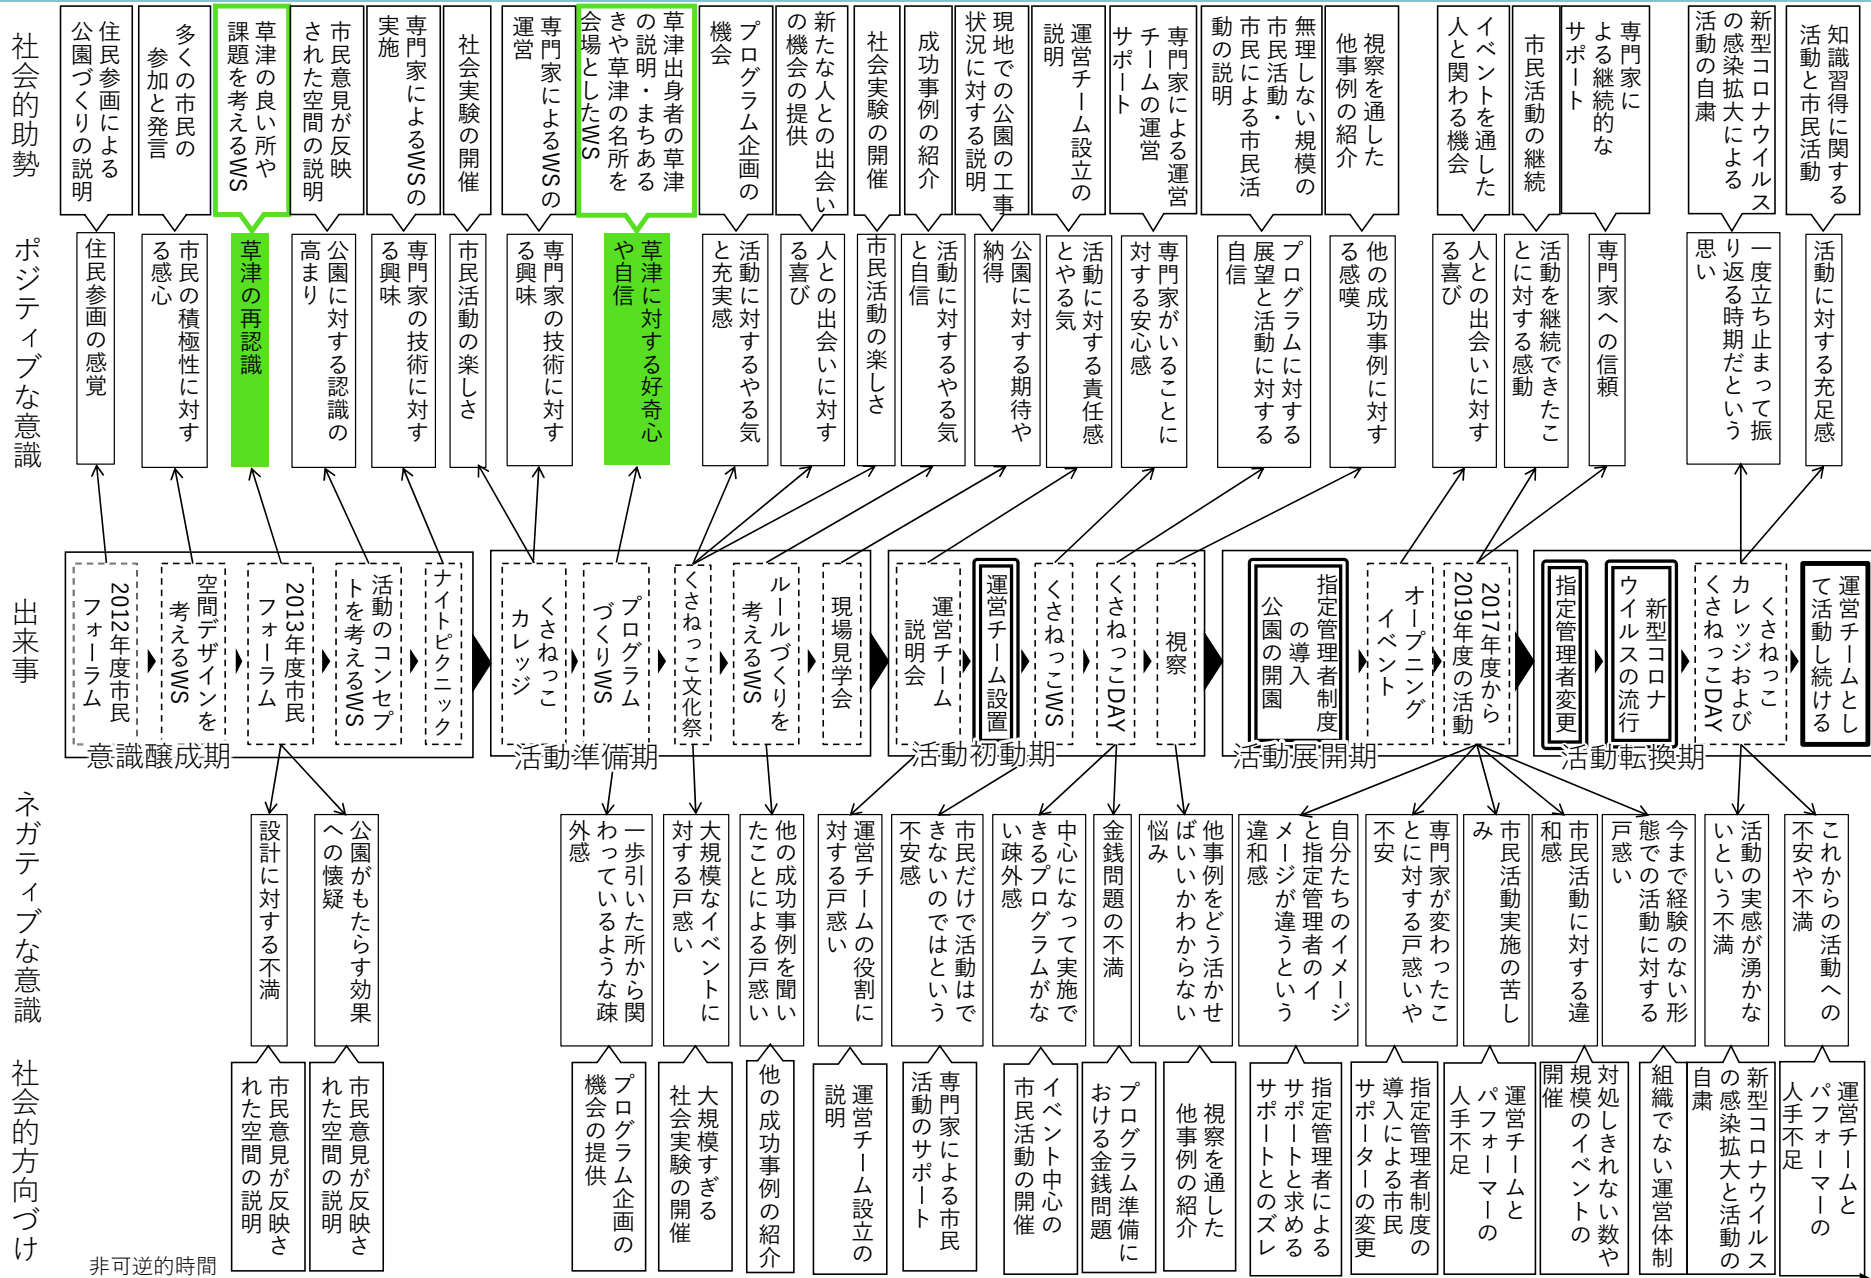 社会的助勢
住民参画による
公園づくりの説明
多くの市民の
参加と発言
草津の良い所や
課題を考えるWS
市民意見が反映
された空間の説明
専門家によるWSの
実施
社会実験の開催
専門家によるWSの
運営
草津出身者の草津
の説明・まちある
きや草津の名所を
会場としたWS
プログラム企画の
機会
新たな人との出会い
の機会の提供
社会実験の開催
成功事例の紹介
現地での公園の工事
状況に対する説明
運営チーム設立の
説明
専門家による運営
チームの運営
サポート
無理しない規模の
市民活動・
市民による市民活
動の説明
視察を通した
他事例の紹介
イベントを通した
人と関わる機会
市民活動の継続
専門家に
よる継続的な
サポート
新型コロナウイルス
の感染拡大による
活動の自粛
知識習得に関する
活動と市民活動
ポジティブな意識
住民参画の感覚
市民の積極性に対す
る感心
草津の再認識
公園に対する認識の
高まり
専門家の技術に対す
る興味
市民活動の楽しさ
専門家の技術に対す
る興味
草津に対する好奇心
や自信
活動に対するやる気
と充実感
人との出会いに対す
る喜び
市民活動の楽しさ
活動に対するやる気
と自信
公園に対する期待や
納得
活動に対する責任感
とやる気
専門家がいることに
対する安心感
プログラムに対する
展望と活動に対する
自信
他の成功事例に対す
る感嘆
人との出会いに対す
る喜び
活動を継続できたこ
とに対する感動
専門家への信頼
一度立ち止まって振
り返る時期だという
思い
活動に対する充足感
出来事
2012年度市民
フォーラム
空間デザインを
考えるWS
2013年度市民
フォーラム
活動のコンセプ
トを考えるWS
ナイトピクニック
意識醸成期
くさねっこ
カレッジ
プログラム
づくりWS
くさねっこ文化祭
ルールづくりを
考えるWS
現場見学会
活動準備期
運営チーム
説明会
運営チーム設置
くさねっこWS
くさねっこDAY
視察
活動初動期
指定管理者制度
の導入
公園の開園
オープニング
イベント
2017年度から
2019年度の活動
活動展開期
指定管理者変更
新型コロナ
ウイルスの流行
くさねっこ
カレッジおよび
くさねっこDAY
運営チームとし
て活動し続ける
活動転換期
ネガティブな意識
設計に対する不満
公園がもたらす効果
への懐疑
一歩引いた所から関
わっているような疎
外感
大規模なイベントに
対する戸惑い
他の成功事例を聞い
たことによる戸惑い
運営チームの役割に
対する戸惑い
市民だけで活動はで
きないのではという
不安感
中心になって実施で
きるプログラムがな
い疎外感
金銭問題の不満
他事例をどう活かせ
ばいいかわからない
悩み
自分たちのイメージ
と指定管理者のイ
メージが違うという
違和感
専門家が変わったこ
とに対する戸惑いや
不安
市民活動実施の苦し
み
市民活動に対する違
和感
今まで経験のない形
態での活動に対する
戸惑い
活動の実感が湧かな
いという不満
これからの活動への
不安や不満
社会的方向づけ
市民意見が反映さ
れた空間の説明
市民意見が反映さ
れた空間の説明
プログラム企画の
機会の提供
大規模すぎる
社会実験の開催
他の成功事例の紹介
運営チーム設立の
説明
専門家による市民
活動のサポート
イベント中心の
市民活動の開催
プログラム準備に
おける金銭問題
視察を通した
他事例の紹介
指定管理者による
サポートと求める
サポートとのズレ
指定管理者制度の
導入による市民
サポーターの変更
運営チームと
パフォーマーの
人手不足
対処しきれない数や
規模のイベントの
開催
組織でない運営体制
新型コロナウイルス
の感染拡大と活動の
自粛
運営チームと
パフォーマーの
人手不足
非可逆的時間